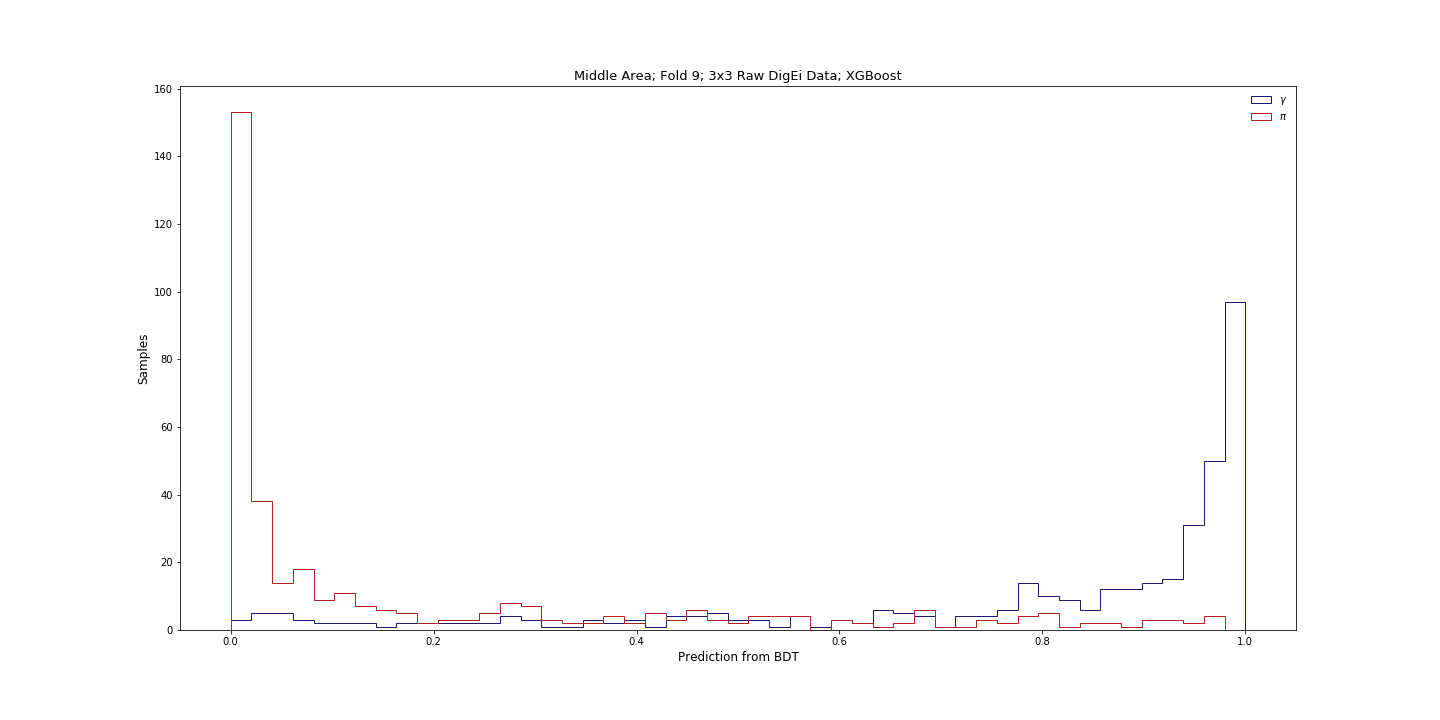 Middle Area; Fold 9; 3x3 Raw DigEi Data; XGBoost
γ
π
160
140
120
100
80
60
40
20
0
Samples
0.0 0.2 0.4 0.6 0.8 1.0
Prediction from BDT